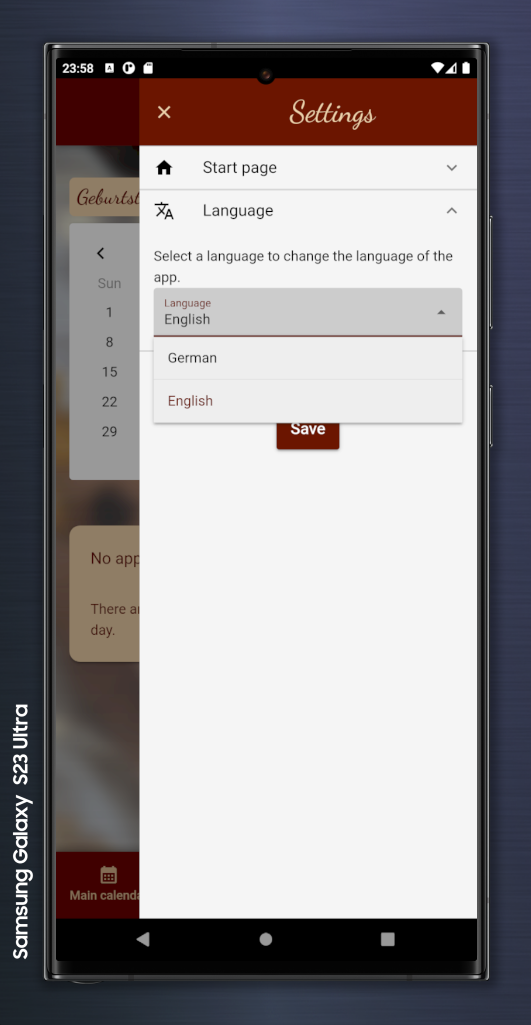 23:58
Settings
Start page
Geburtst
Language
Select a language to change the language of the
app.
Sun
Language
English
1
German
8
15
English
22
29
Save
No app
There ar
day.
Main calenda
Samsung Galaxy S23 Ultra